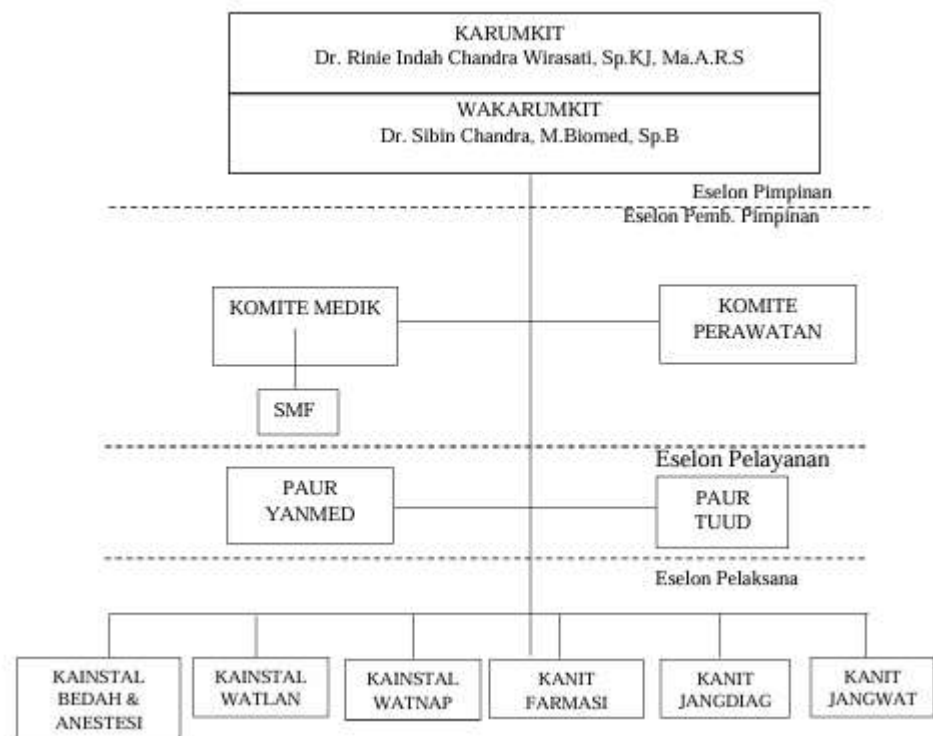 KARUMKIT
Dr. Rinie Indah Chandra Wirasati, Sp.KJ, Ma.A.R.S
WAKARUMKIT
Dr. Sibin Chandra, M.Biomed, Sp.B
Eselon Pimpinan
Eselon Pemb. Pimpinan
KOMITE MEDIK
KOMITE
PERAWATAN
SMF
Eselon Pelayanan
PAUR
YANMED
PAUR
TUUD
Eselon Pelaksana
KAINSTAL
BEDAH &
ANESTESI
KAINSTAL
WATLAN
KAINSTAL
WATNAP
KANIT
FARMASI
KANIT
JANGDIAG
KANIT
JANGWAT